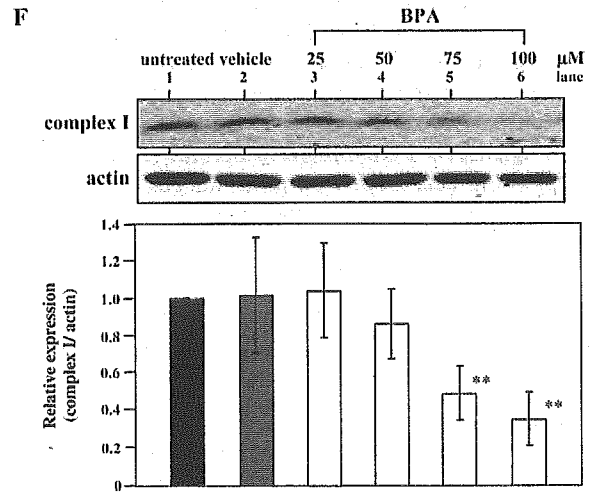 F
BPA
untreated vehicle 25 50 75 100 μM
1 2 3 4 5 6 lane
complex I
actin
Relative expression
(complex I/ actin)
1.4
1.2
1.0
0.8
0.6
0.4
0.2
0
**
**